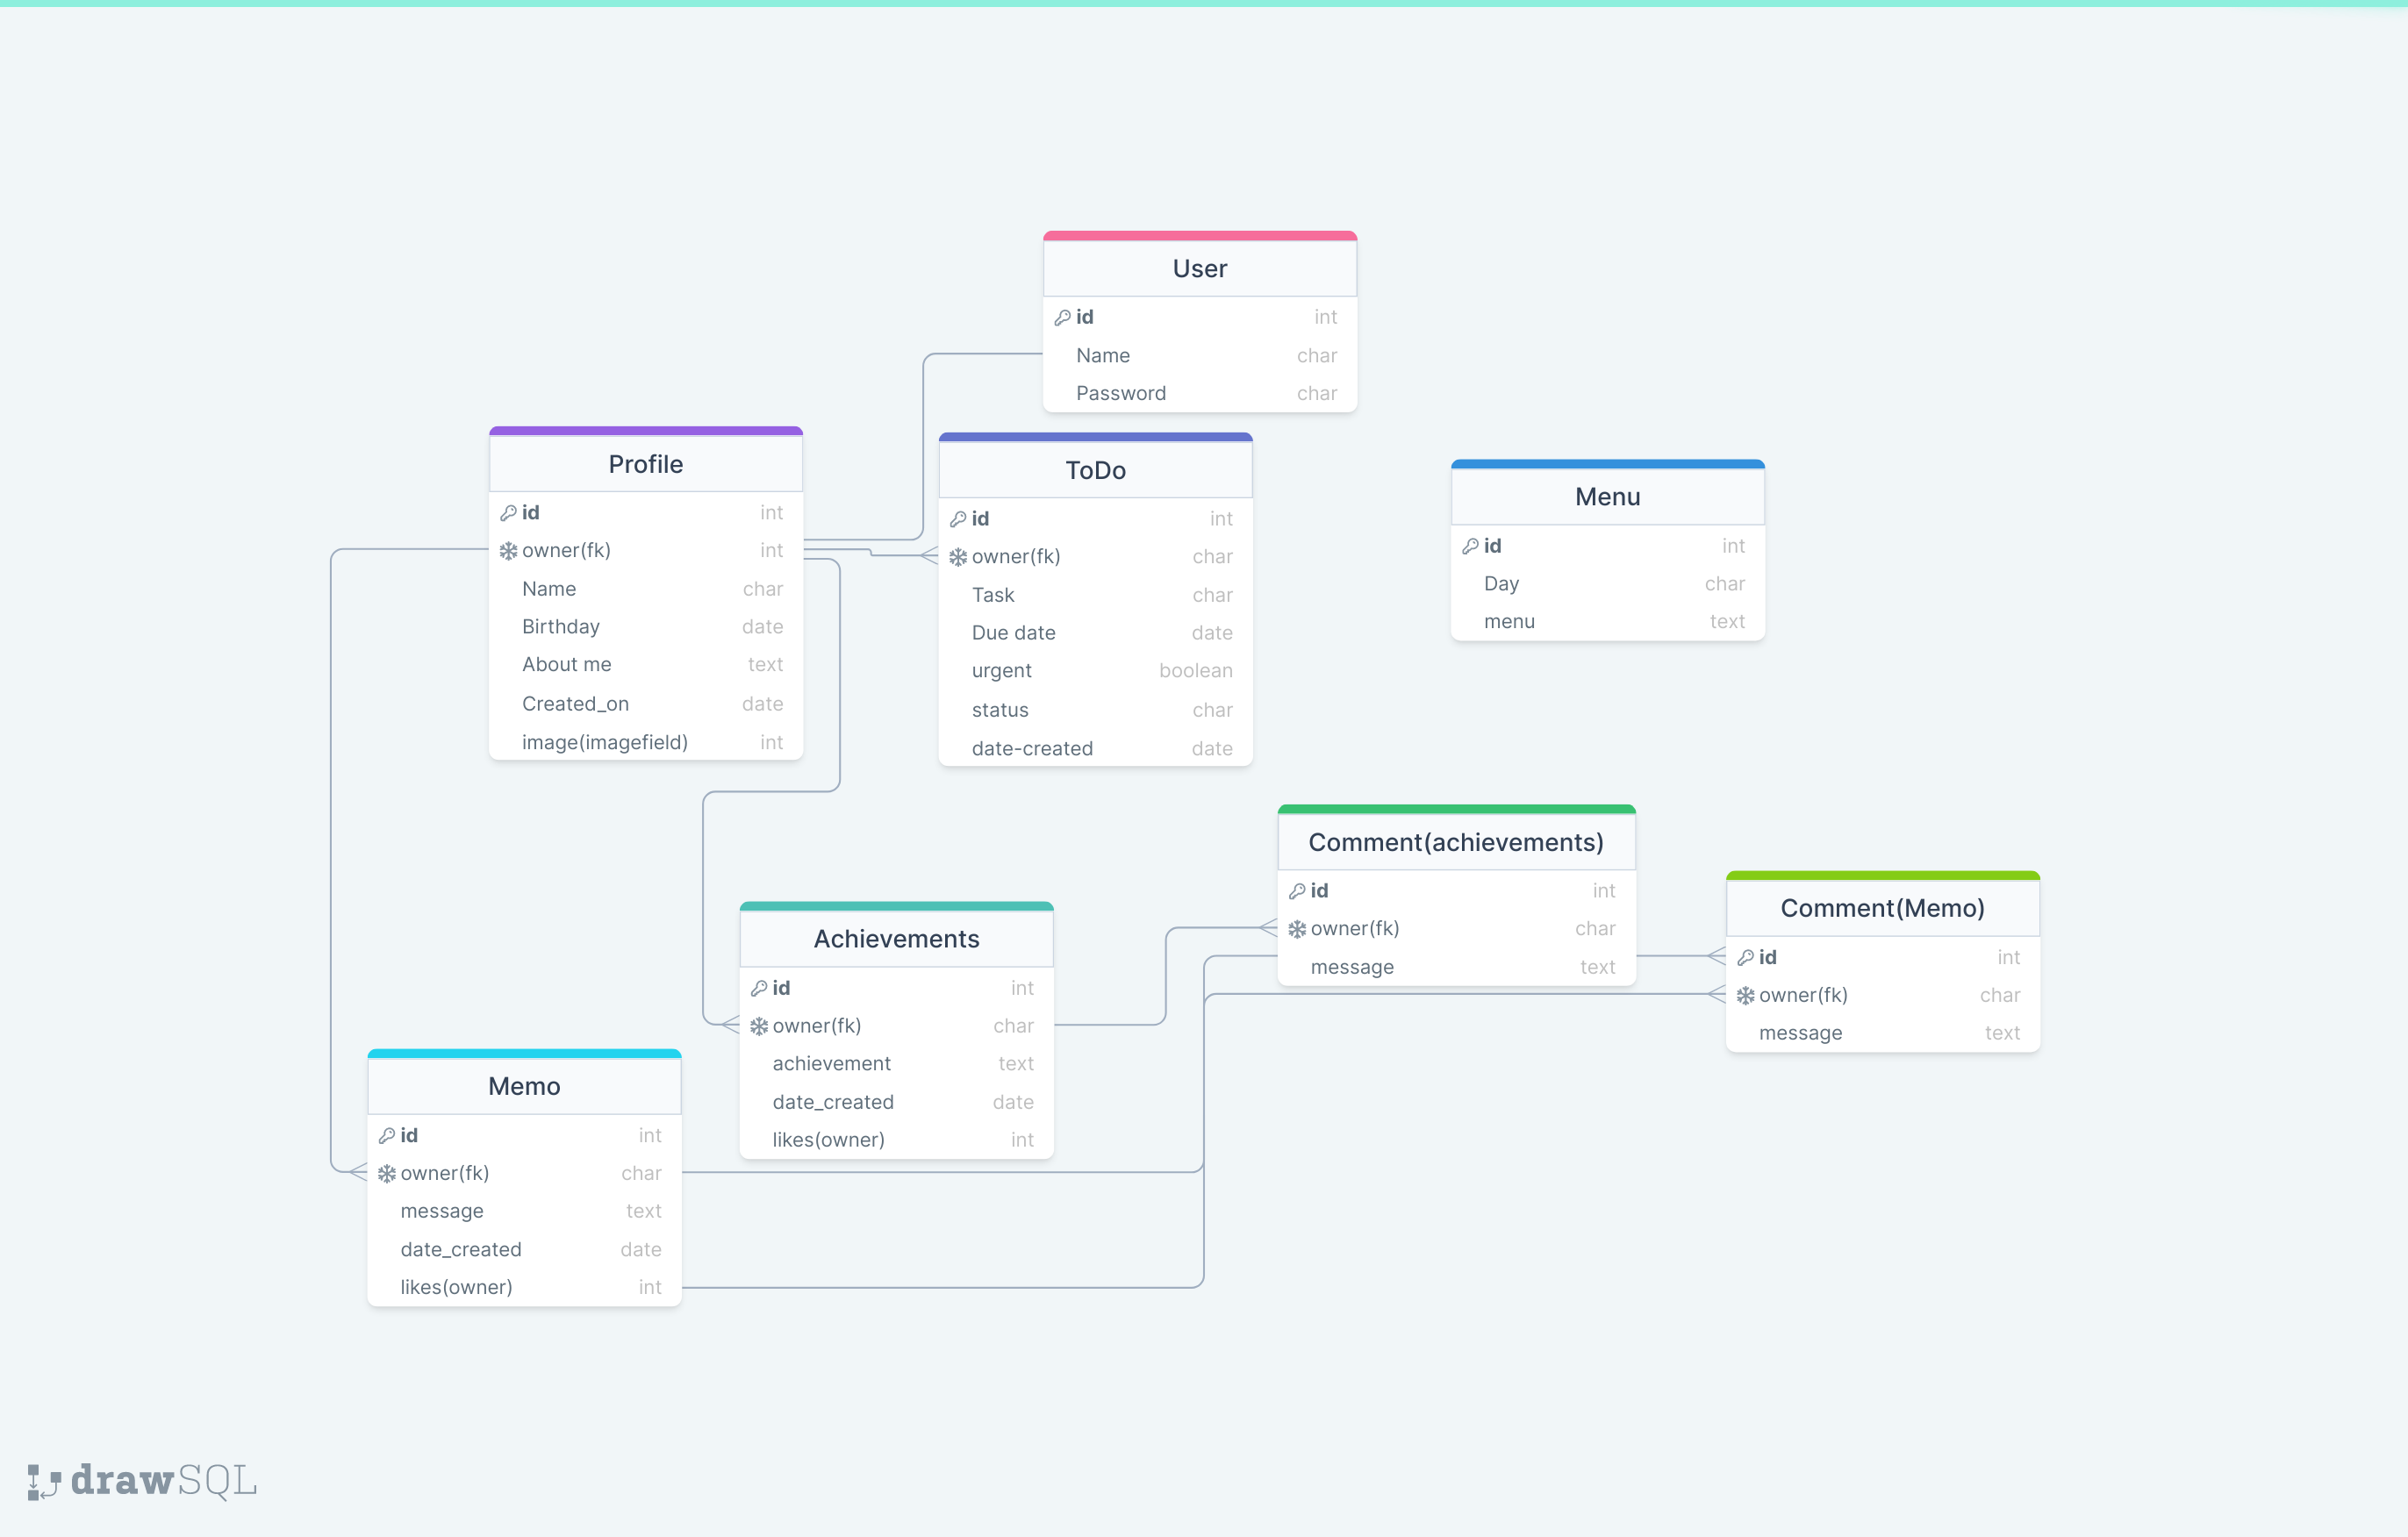 User
id int
Name char
Password char
Profile
id int
owner(fk) int
Name char
Birthday date
About me text
Created_on date
image(imagefield) int
ToDo
id int
owner(fk) char
Task char
Due date date
urgent boolean
status char
date-created date
Menu
id int
Day char
menu text
Comment(achievements)
id int
owner(fk) char
message text
Comment(Memo)
id int
owner(fk) char
message text
Achievements
id int
owner(fk) char
achievement text
date_created date
likes(owner) int
Memo
id int
owner(fk) char
message text
date_created date
likes(owner) int
drawSQL